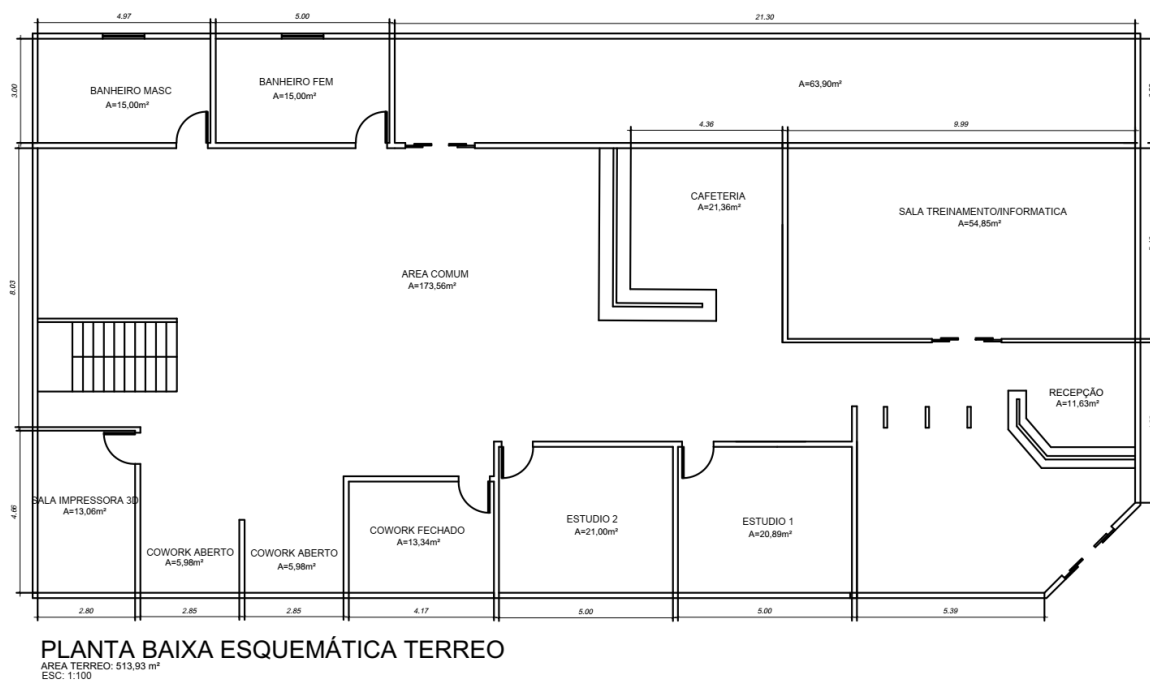 4.97
5.00
21.30
3.00
BANHEIRO MASC
A=15,00m²
BANHEIRO FEM
A=15,00m²
A=63,90m²
4.36
9.99
CAFETERIA
A=21,36m²
SALA TREINAMENTO/INFORMATICA
A=54,85m²
AREA COMUM
A=173,56m²
8.03
RECEPÇÃO
A=11,63m²
4.66
SALA IMPRESSORA 3D
A=13,06m²
COWORK ABERTO
A=5,98m²
COWORK ABERTO
A=5,98m²
COWORK FECHADO
A=13,34m²
ESTUDIO 2
A=21,00m²
ESTUDIO 1
A=20,89m²
2.80
2.85
2.85
4.17
5.00
5.00
5.39
PLANTA BAIXA ESQUEMÁTICA TERREO
AREA TERREO: 513,93 m²
ESC: 1:100